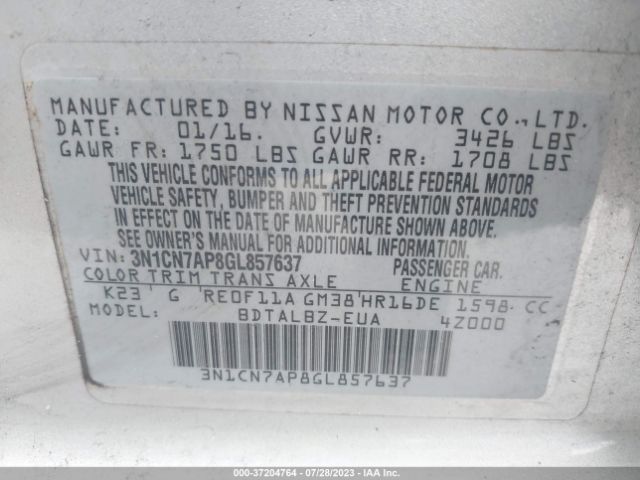 MANUFACTURED BY NISSAN MOTOR CO., LTD.
DATE: 01/16. GVWR: 3426 LBS
GAWR FR: 1750 LBS GAWR RR: 1708 LBS
THIS VEHICLE CONFORMS TO ALL APPLICABLE FEDERAL MOTOR
VEHICLE SAFETY, BUMPER AND THEFT PREVENTION STANDARDS
IN EFFECT ON THE DATE OF MANUFACTURE SHOWN ABOVE.
SEE OWNER'S MANUAL FOR ADDITIONAL INFORMATION
VIN: 3N1CN7AP8GL857637 PASSENGER CAR.
COLOR TRIM TRANS AXLE ENGINE
K23 G RE0F11A GM38 HR16DE 1598 CC
MODEL: BDTALBZ-EUA 4Z000
3N1CN7AP8GL857637
000-37204764 / 07/28/2023 - IAA Inc.